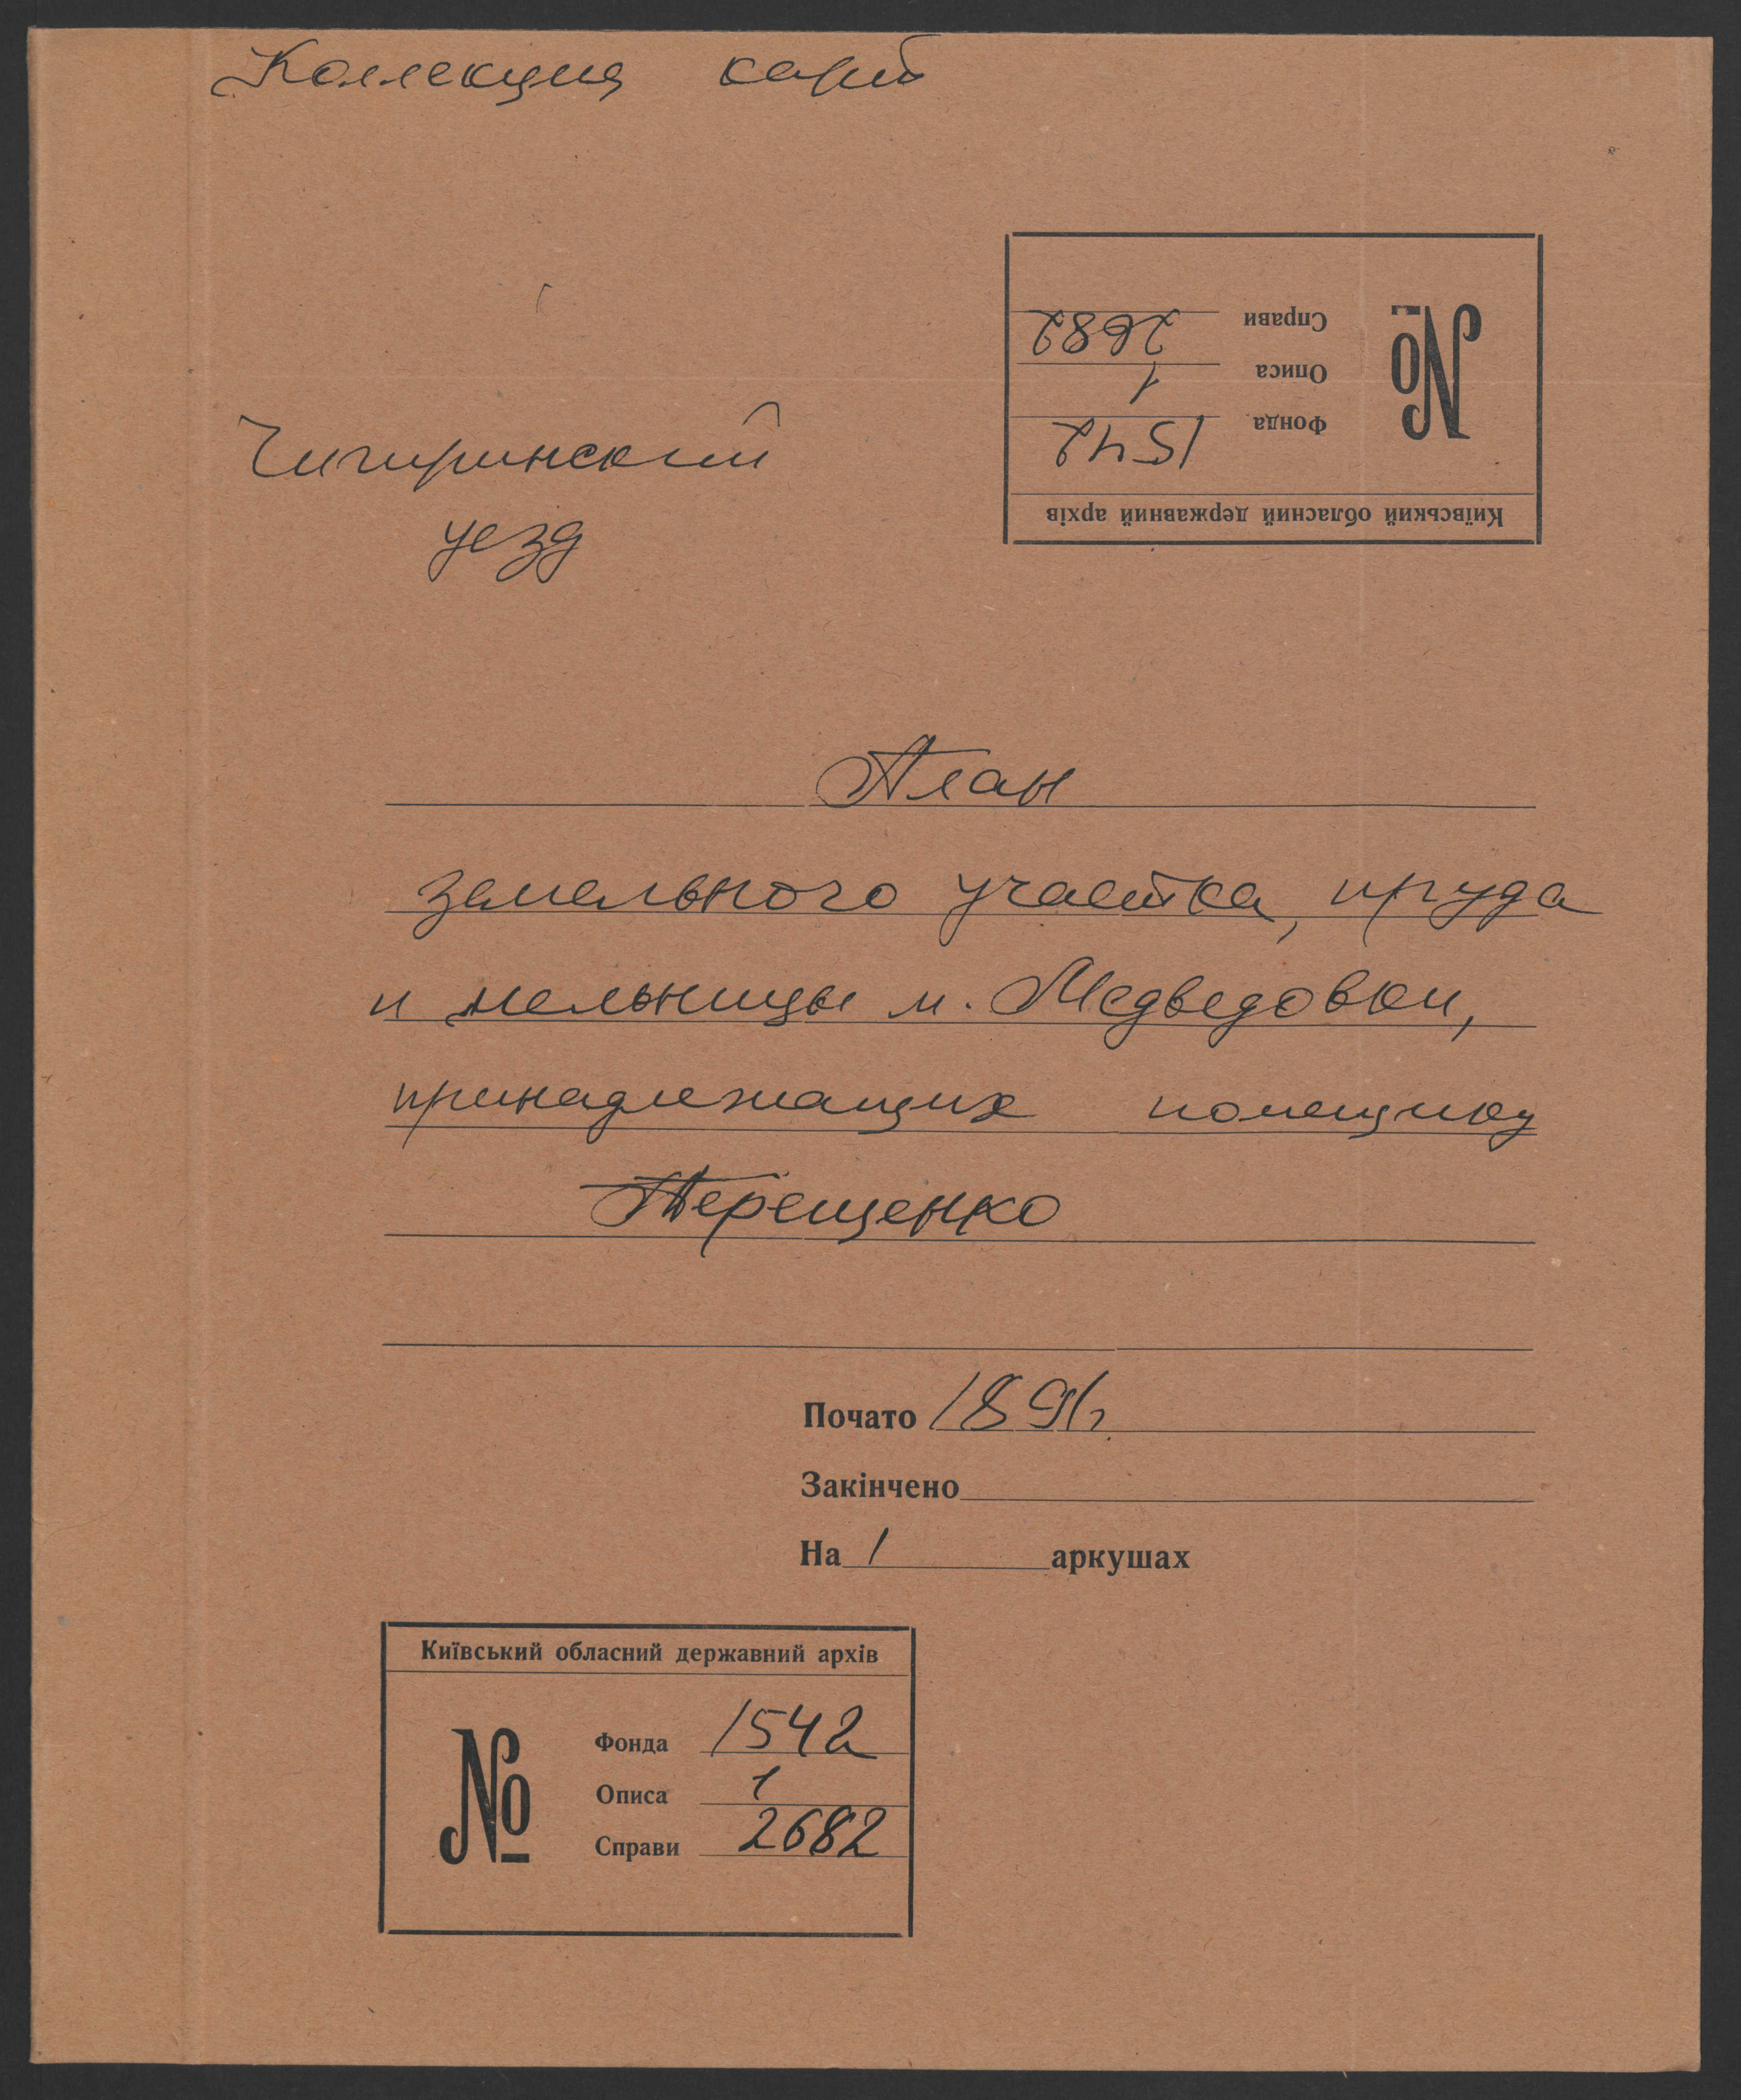 Коллекция карт
Київський обласний державний архів
№
Фонда 1542
Описа 1
Справи 2682
Чигиринский
уезд
План
земельного участка, пруда
и мельницы м. Медведовки,
принадлежащих помещику
Терещенко
Почато 1891г.
Закінчено
На 1 аркушах
Київський обласний державний архів
№
Фонда 1542
Описа 1
Справи 2682